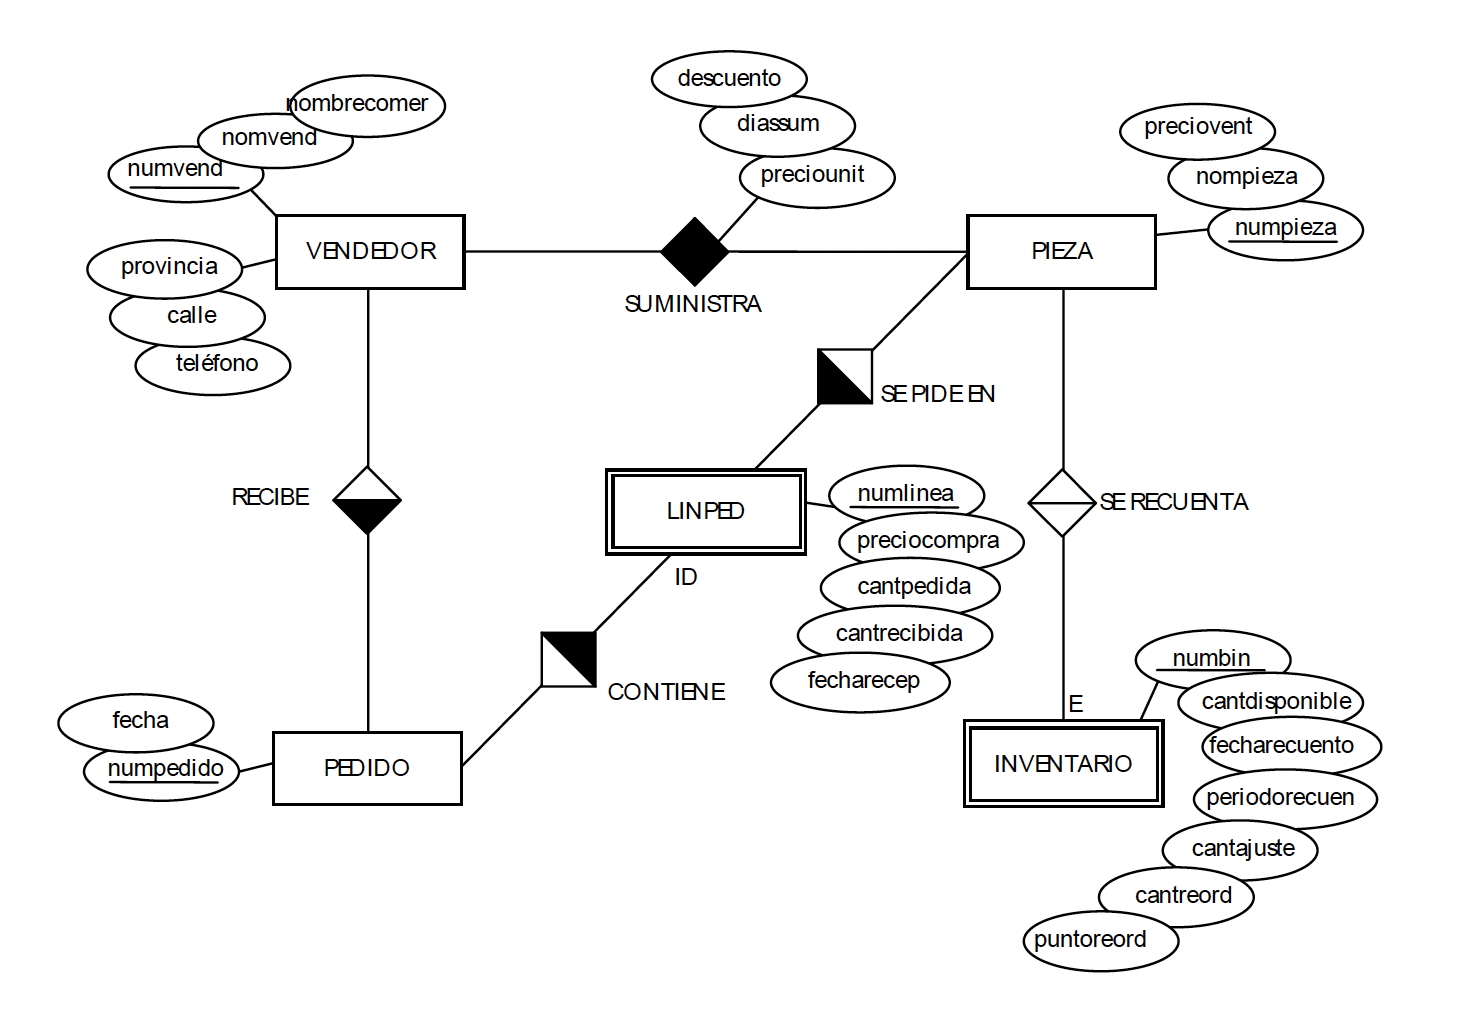 nombrecomer
nomvend
numvend
descuento
diassum
preciounit
preciovent
nompieza
numpieza
VENDEDOR
PIEZA
provincia
calle
teléfono
SUMINISTRA
SE PIDE EN
RECIBE
LINPED
numlinea
preciocompra
cantpedida
cantrecibida
fecharecep
SE RECUENTA
ID
CONTIENE
E
numbin
cantdisponible
fecharecuento
periodorecuen
cantajuste
cantreord
puntoreord
fecha
numpedido
PEDIDO
INVENTARIO